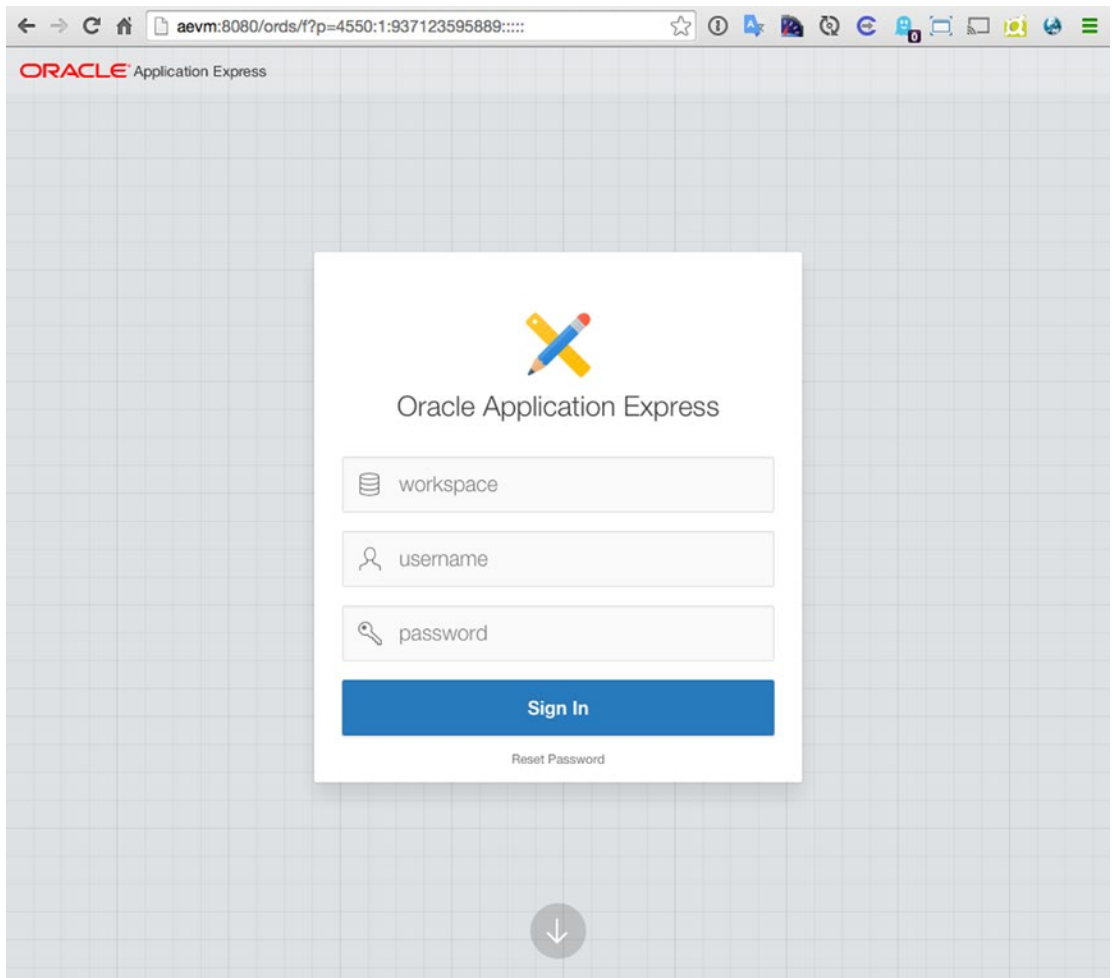 aevm:8080/ords/f?p=4550:1:937123595889:::::
0
ORACLE Application Express
Oracle Application Express
workspace
username
password
Sign In
Reset Password